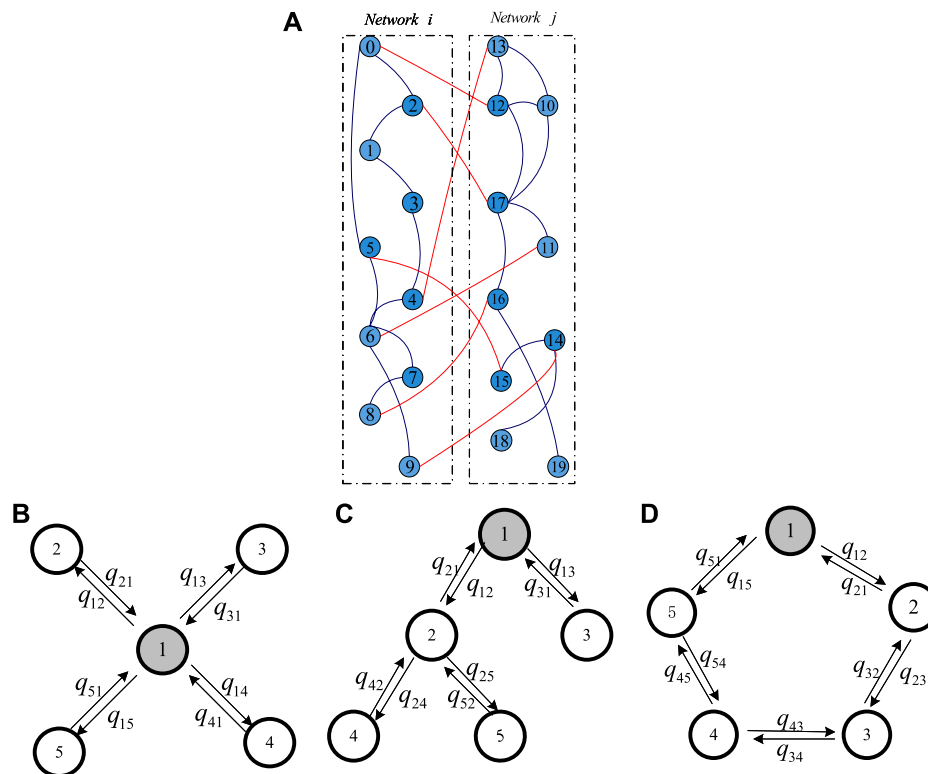 Network i Network j
A
0 13
2 12 10
1
3 17
5 11
4 16
6 14
7 15
8
18
9 19
B C D
2 3
q21 q13
q12 q31
1
q51 q14
q15 q41
5 4
1
q21 q13
q12 q31
2 3
q42 q25
q24 q52
4 5
1
q51 q12
q15 q21
5 2
q54 q32
q45 q23
4 q43 3
q34